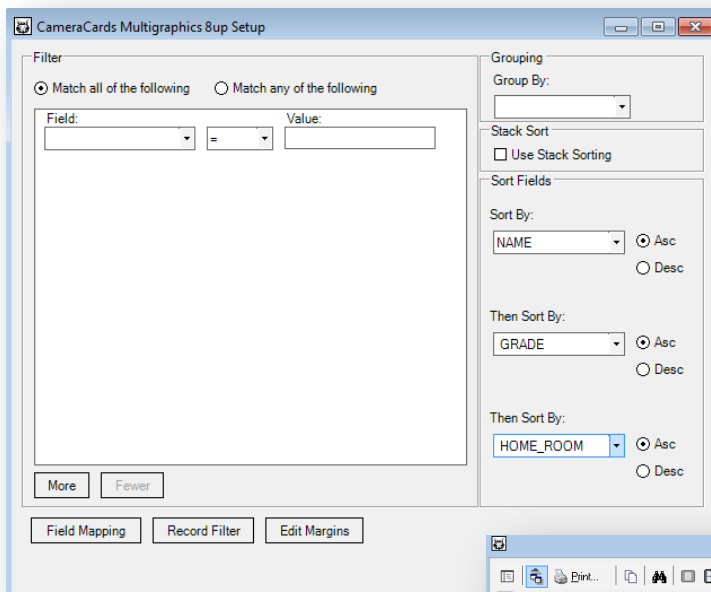 CameraCards Multigraphics 8up Setup
Filter
Match all of the following
Match any of the following
Field:
Value:
=
More
Fewer
Field Mapping
Record Filter
Edit Margins
Grouping
Group By:
Stack Sort
Use Stack Sorting
Sort Fields
Sort By:
NAME
Asc
Desc
Then Sort By:
GRADE
Asc
Desc
Then Sort By:
HOME_ROOM
Asc
Desc
Print...